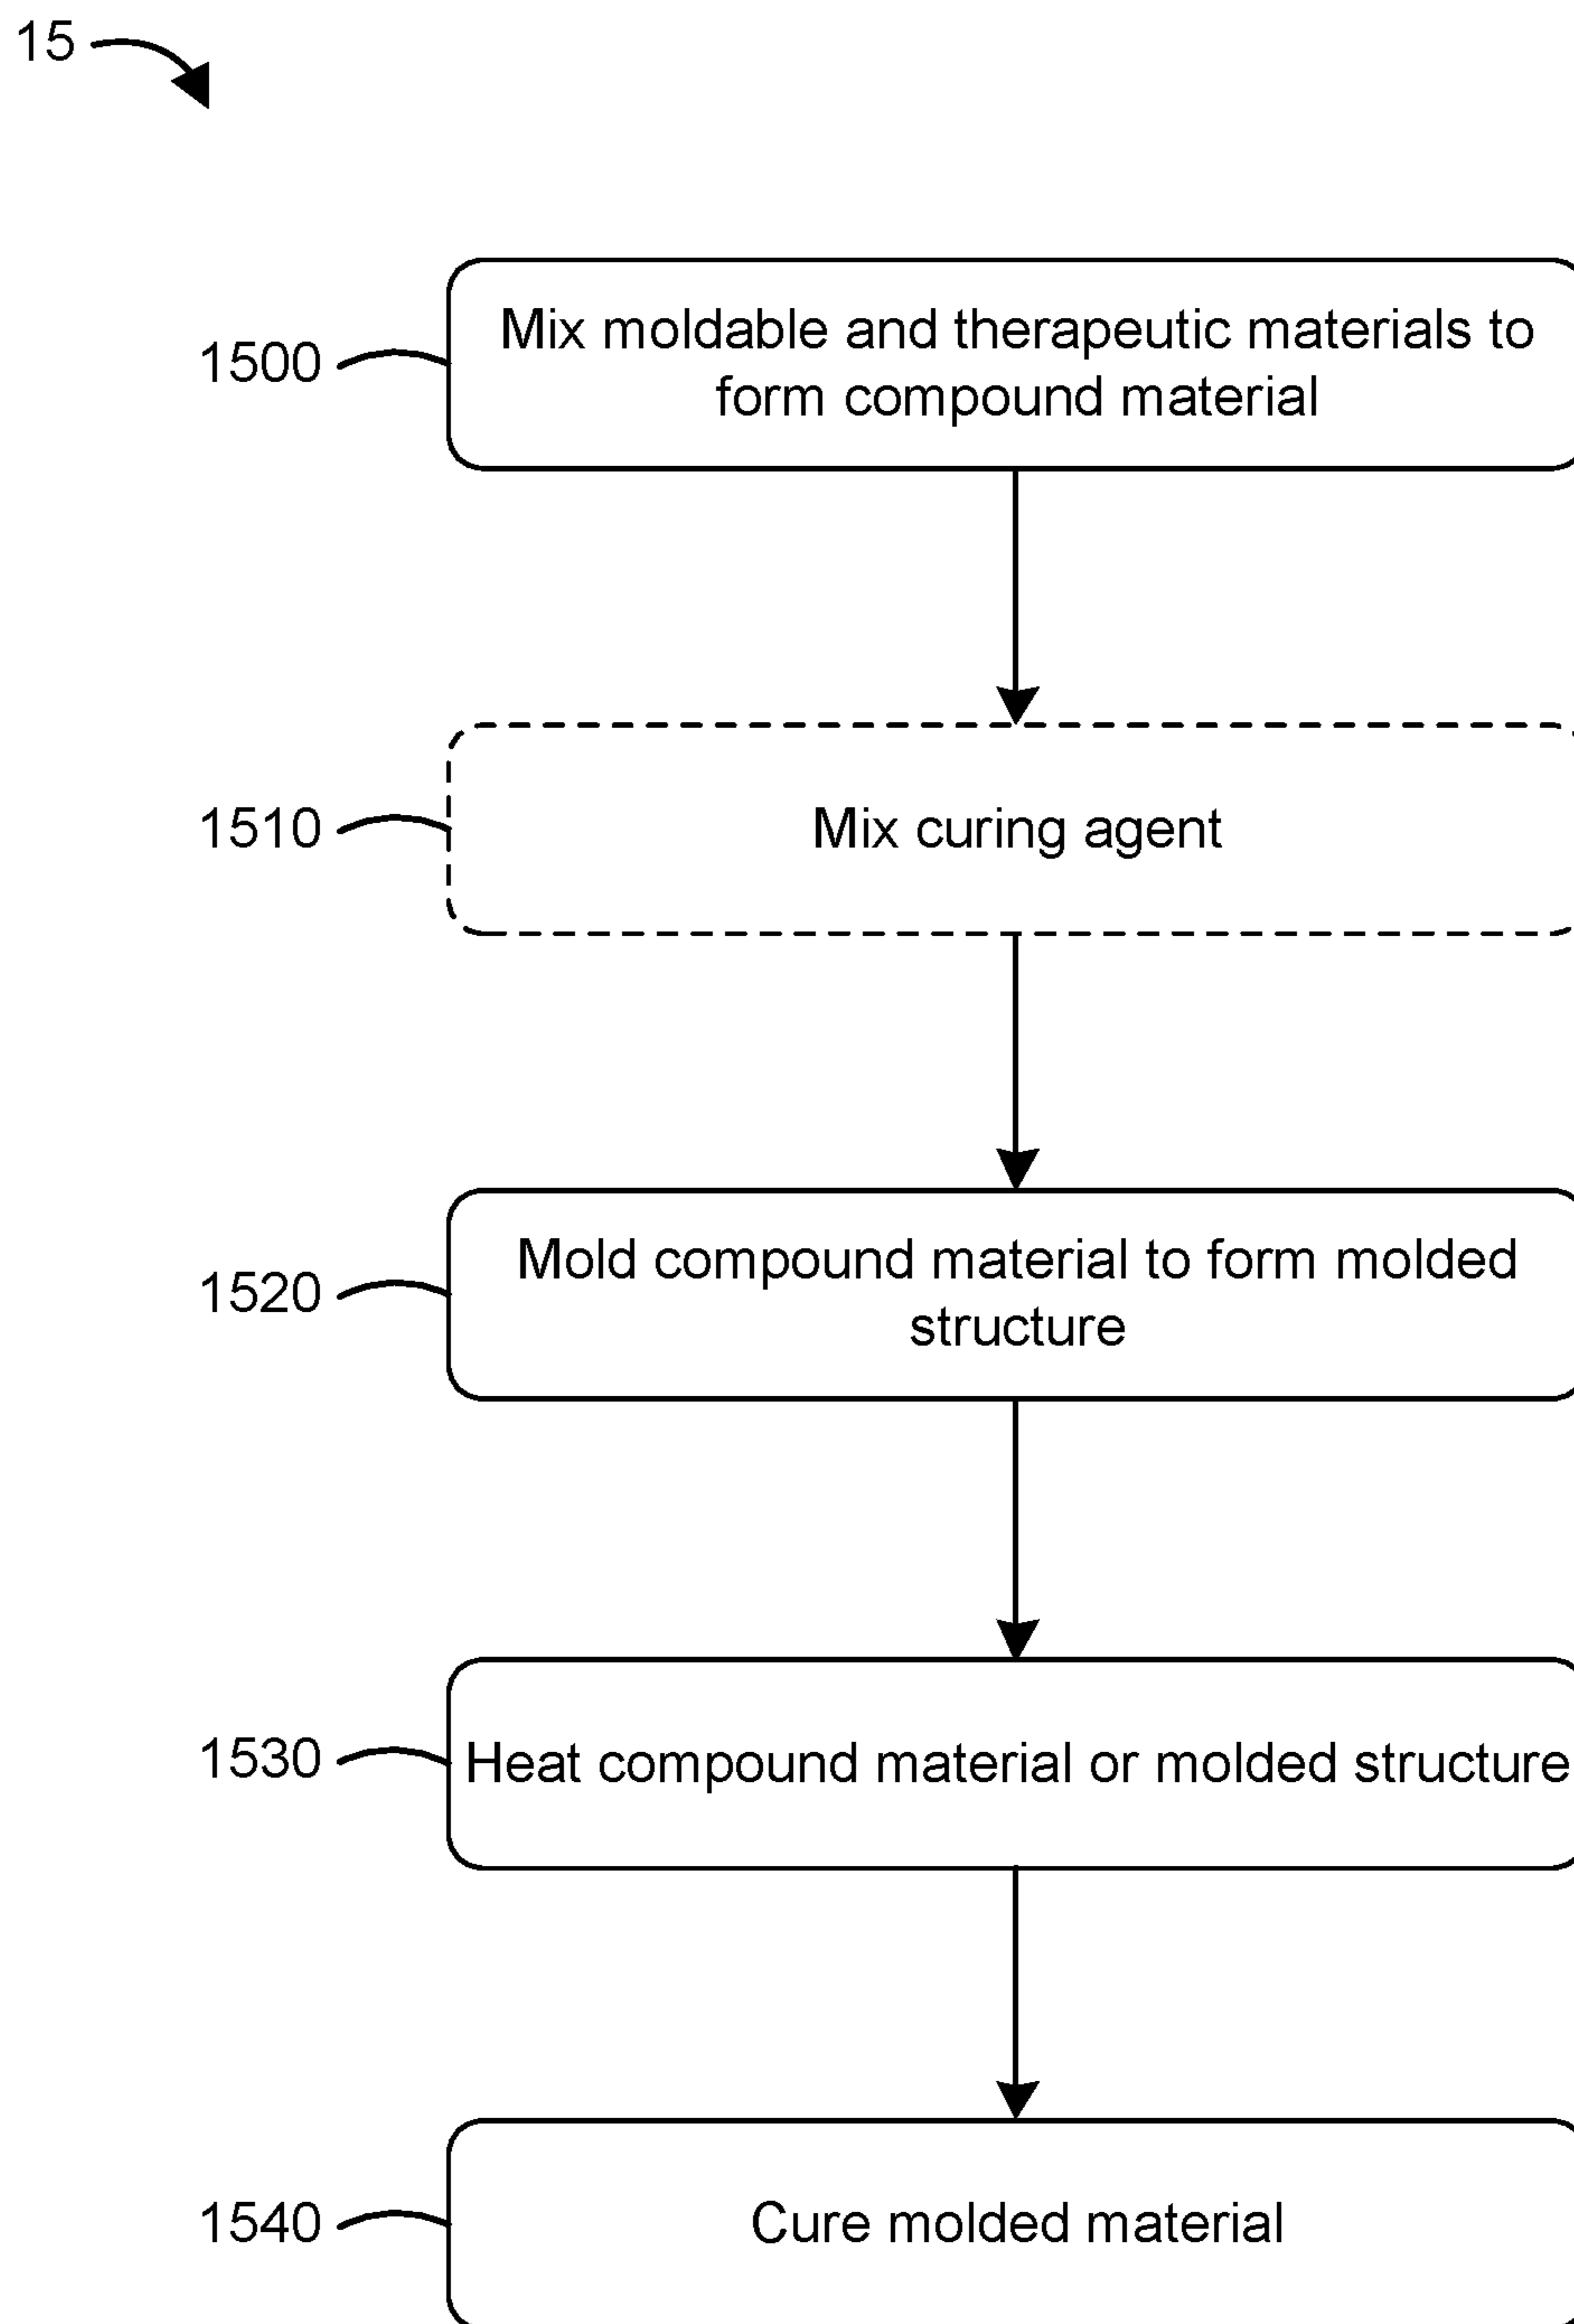 15
1500
Mix moldable and therapeutic materials to
form compound material
1510
Mix curing agent
1520
Mold compound material to form molded
structure
1530
Heat compound material or molded structure
1540
Cure molded material